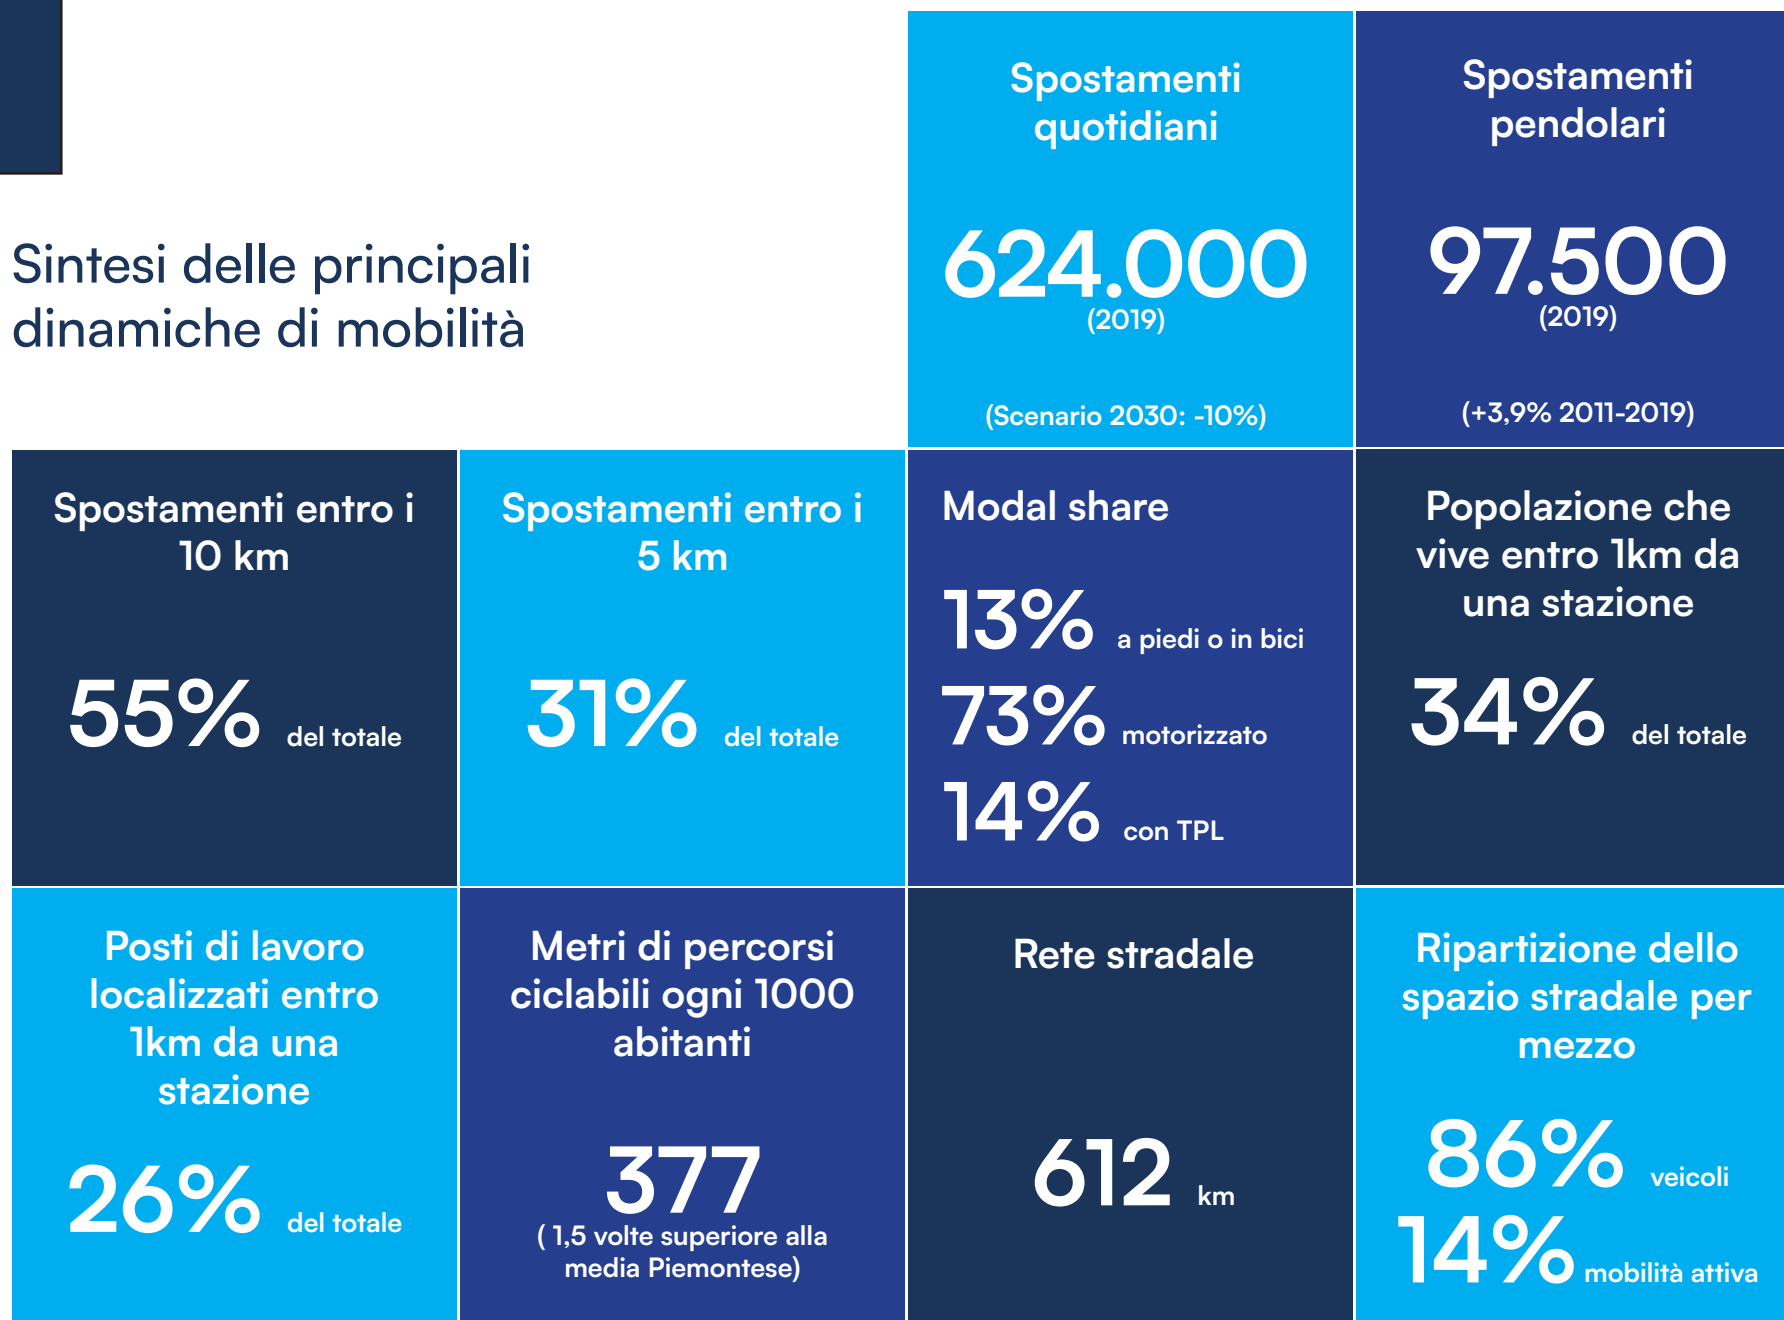 Sintesi delle principali
dinamiche di mobilità
Spostamenti
quotidiani
624.000
(2019)
(Scenario 2030: -10%)
Spostamenti
pendolari
97.500
(2019)
(+3,9% 2011-2019)
Spostamenti entro i
10 km
55% del totale
Spostamenti entro i
5 km
31% del totale
Modal share
13% a piedi o in bici
73% motorizzato
14% con TPL
Popolazione che
vive entro 1km da
una stazione
34% del totale
Posti di lavoro
localizzati entro
1km da una
stazione
26% del totale
Metri di percorsi
ciclabili ogni 1000
abitanti
377
( 1,5 volte superiore alla
media Piemontese)
Rete stradale
612 km
Ripartizione dello
spazio stradale per
mezzo
86% veicoli
14% mobilità attiva